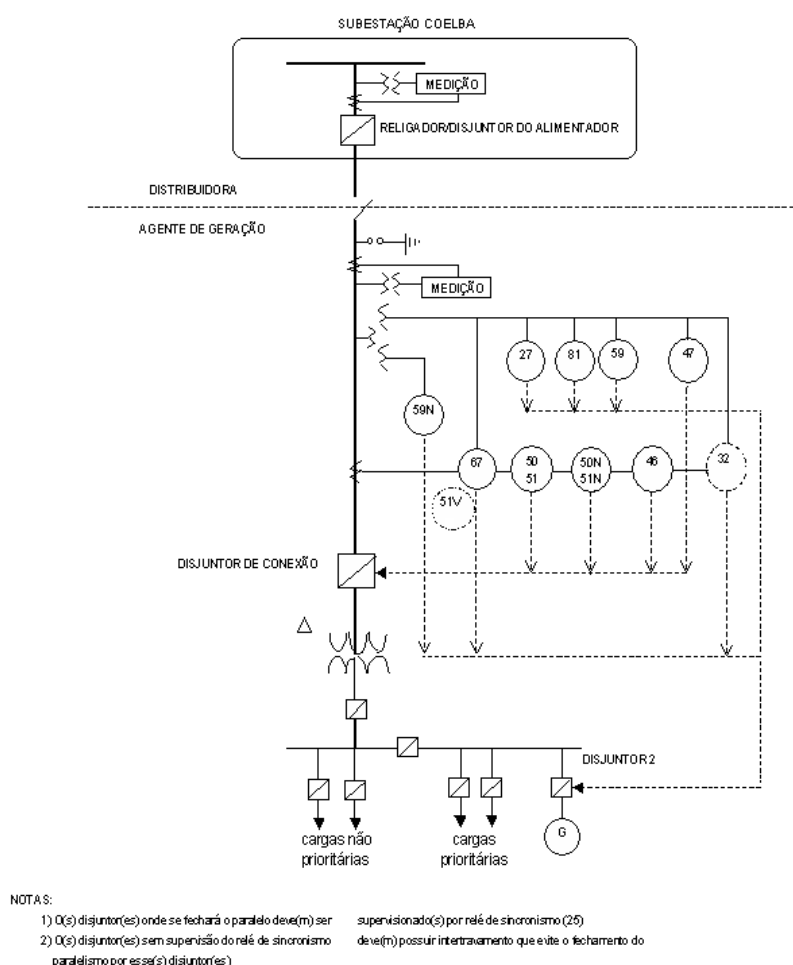 SUBESTAÇÃO COELBA
MEDIÇÃO
RELIGADOR/DISJUNTOR DO ALIMENTADOR
DISTRIBUIDORA
AGENTE DE GERAÇÃO
MEDIÇÃO
27
81
59
47
59N
67
50
51
50N
51N
46
32
51V
DISJUNTOR DE CONEXÃO
DISJUNTOR 2
G
cargas não
prioritárias
cargas
prioritárias
NOTAS:
1) O(s) disjuntor(es) onde se fechará o paralelo deve(m) ser supervisionado(s) por relé de sincronismo (25)
2) O(s) disjuntor(es) sem supervisão do relé de sincronismo deve(m) possuir intertravamento que evite o fechamento do
paralelismo por esse(s) disjuntor(es)